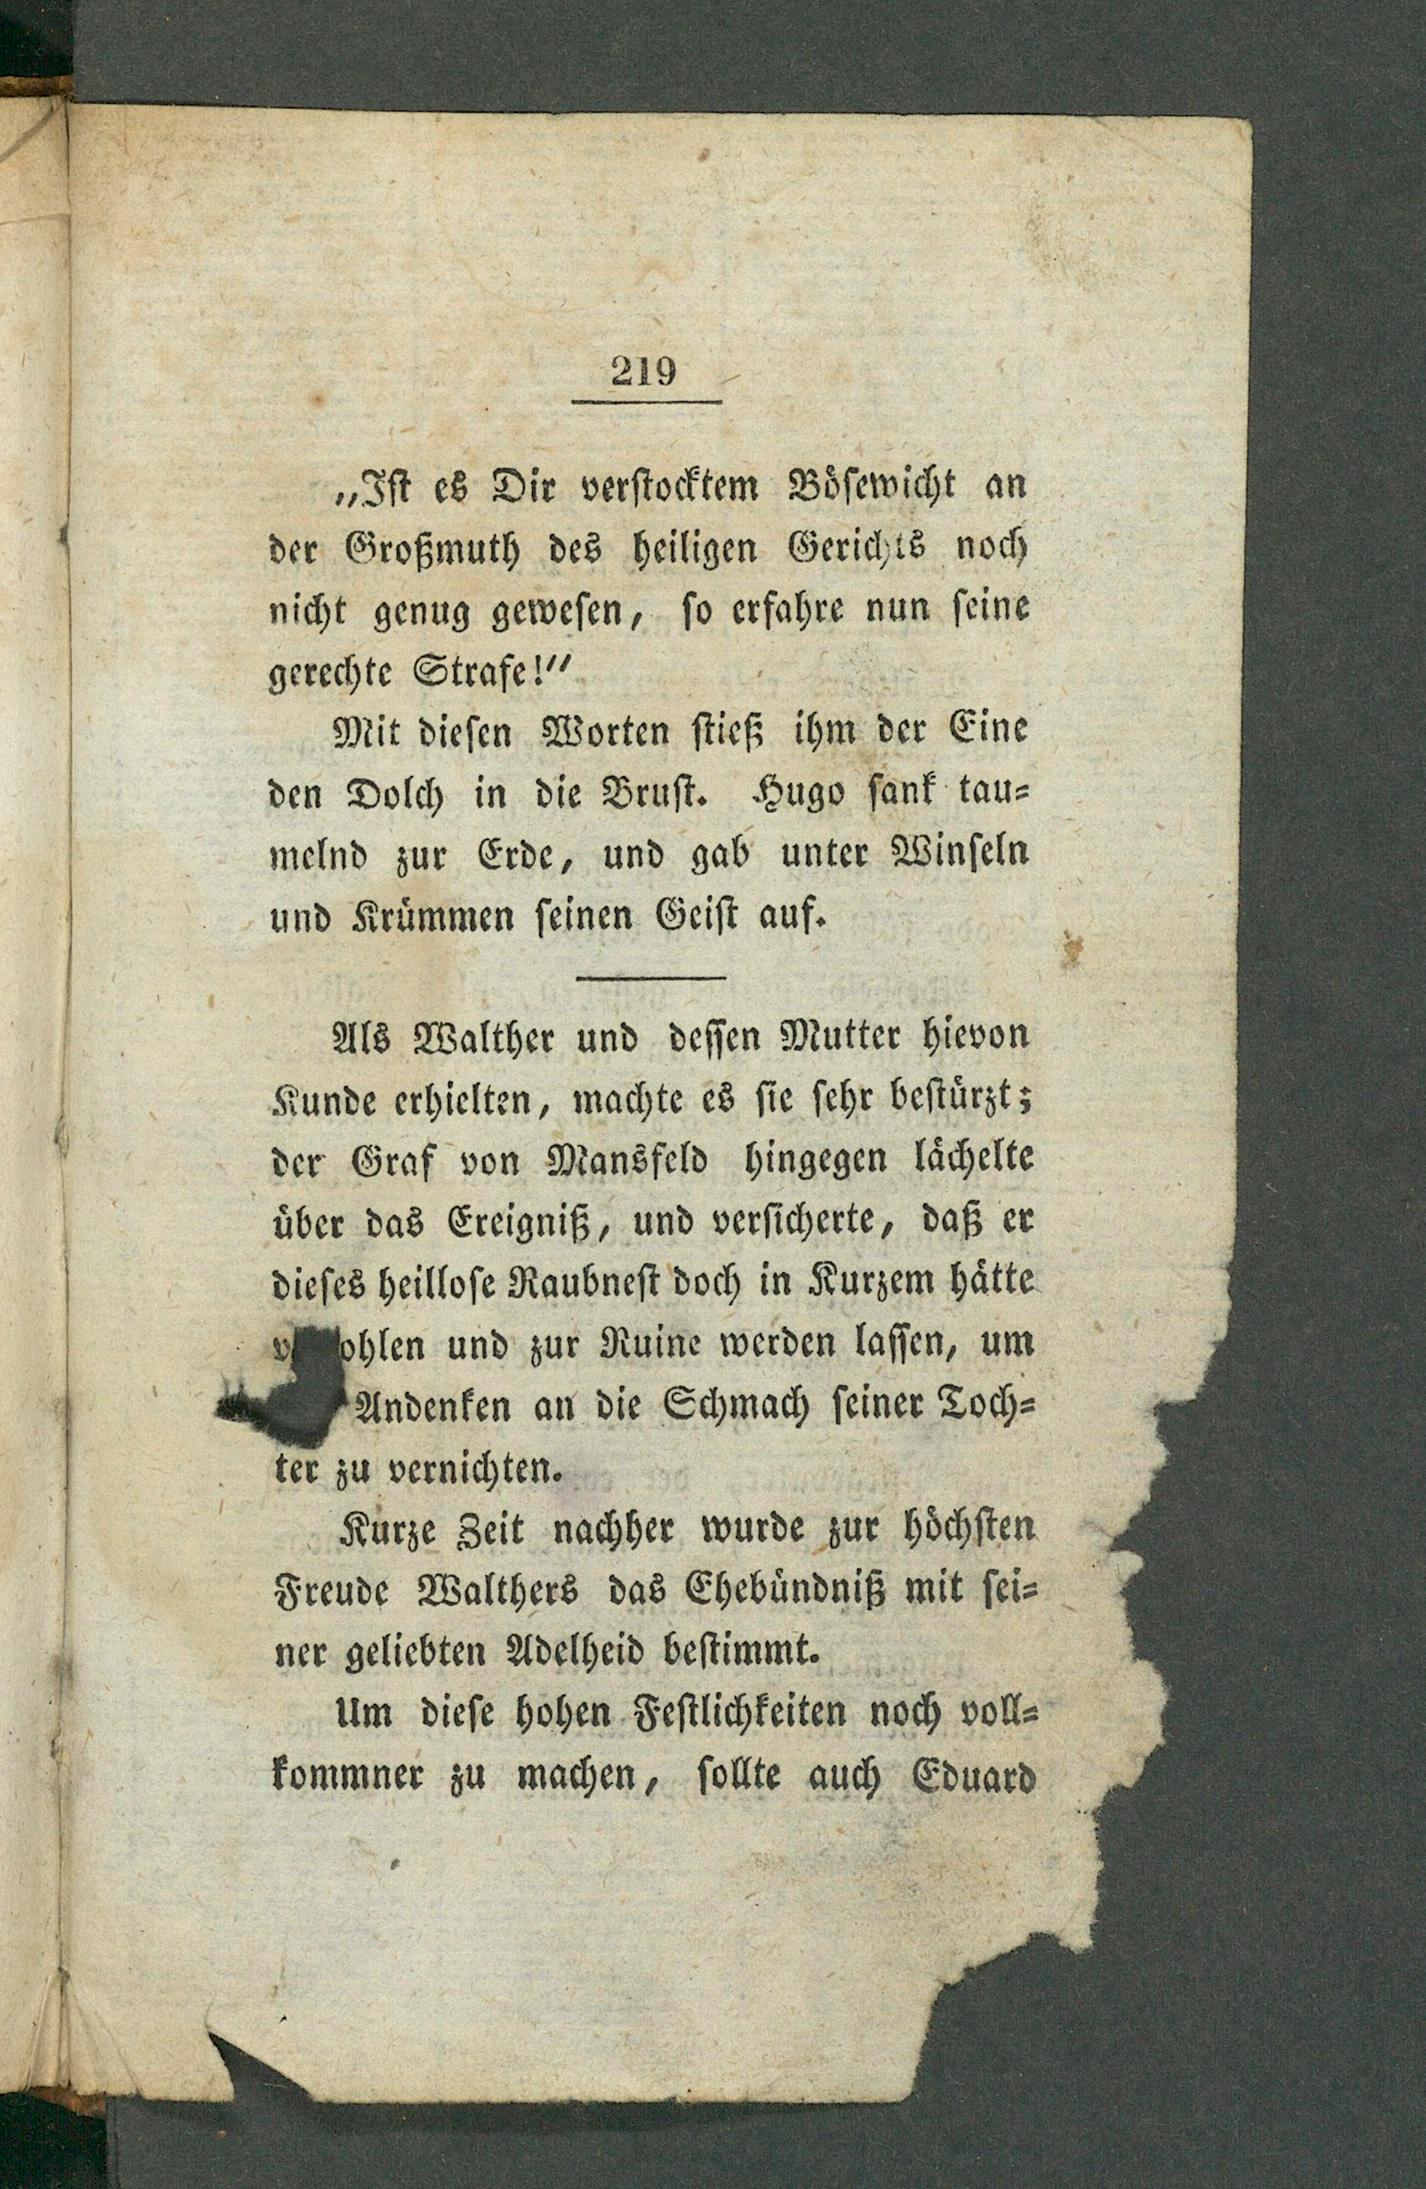 219
„Ist es Dir verstocktem Bösewicht an
der Großmuth des heiligen Gerichts noch
nicht genug gewesen, so erfahre nun seine
gerechte Strafe!“
Mit diesen Worten stieß ihm der Eine
den Dolch in die Brust. Hugo sank tau=
melnd zur Erde, und gab unter Winseln
und Krümmen seinen Geist auf.
Als Walther und dessen Mutter hievon
Kunde erhielten, machte es sie sehr bestürzt;
der Graf von Mansfeld hingegen lächelte
über das Ereigniß, und versicherte, daß er
dieses heillose Raubnest doch in Kurzem hätte
und zur Ruine werden lassen, um
Andenken an die Schmach seiner Toch=
ter zu vernichten.
Kurze Zeit nachher wurde zur höchsten
Freude Walthers das Ehebündniß mit sei=
ner geliebten Adelheid bestimmt.
Um diese hohen Festlichkeiten noch voll=
kommner zu machen, sollte auch Eduard